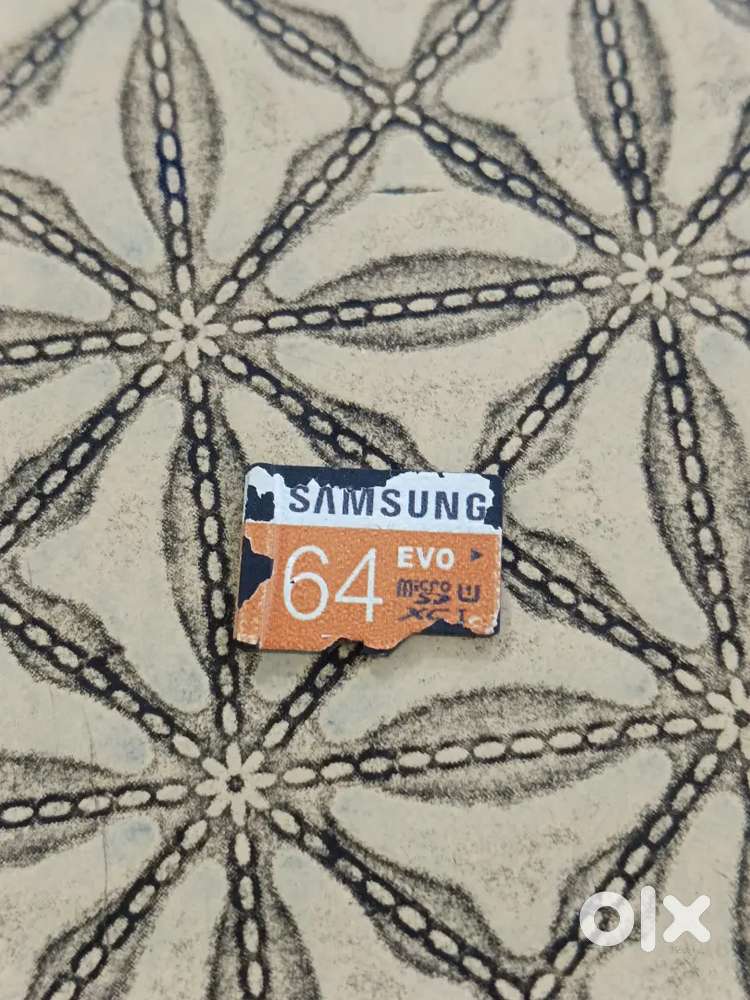 SAMSUNG
64 EVO
micro
SD
XC I
olx